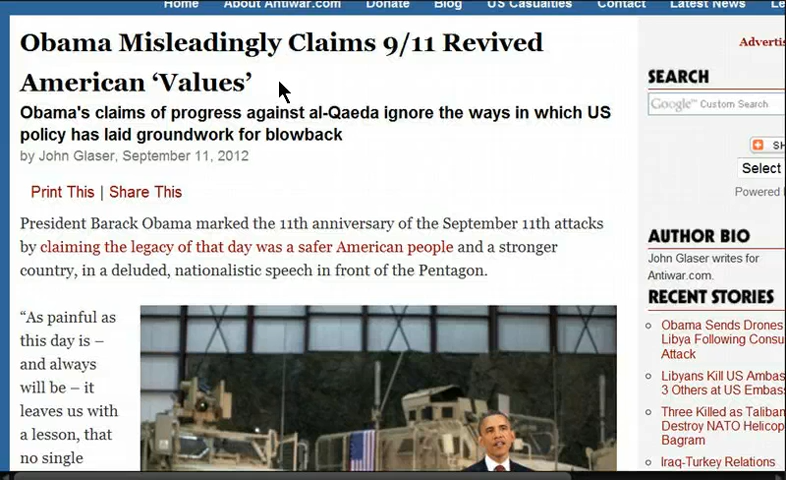 Home About Antiwar.com Donate Blog US Casualties Contact Latest News
Obama Misleadingly Claims 9/11 Revived
American ‘Values’
Obama's claims of progress against al-Qaeda ignore the ways in which US
policy has laid groundwork for blowback
by John Glaser, September 11, 2012
Print This | Share This
President Barack Obama marked the 11th anniversary of the September 11th attacks
by claiming the legacy of that day was a safer American people and a stronger
country, in a deluded, nationalistic speech in front of the Pentagon.
“As painful as
this day is –
and always
will be – it
leaves us with
a lesson, that
no single
SEARCH
Google™ Custom Search
Select
Powered
AUTHOR BIO
John Glaser writes for
Antiwar.com.
RECENT STORIES
Obama Sends Drones
Libya Following
Attack
Libyans Kill US
3 Others at US
Three Killed as Taliban
Destroy NATO
Bagram
Iraq-Turkey Relations